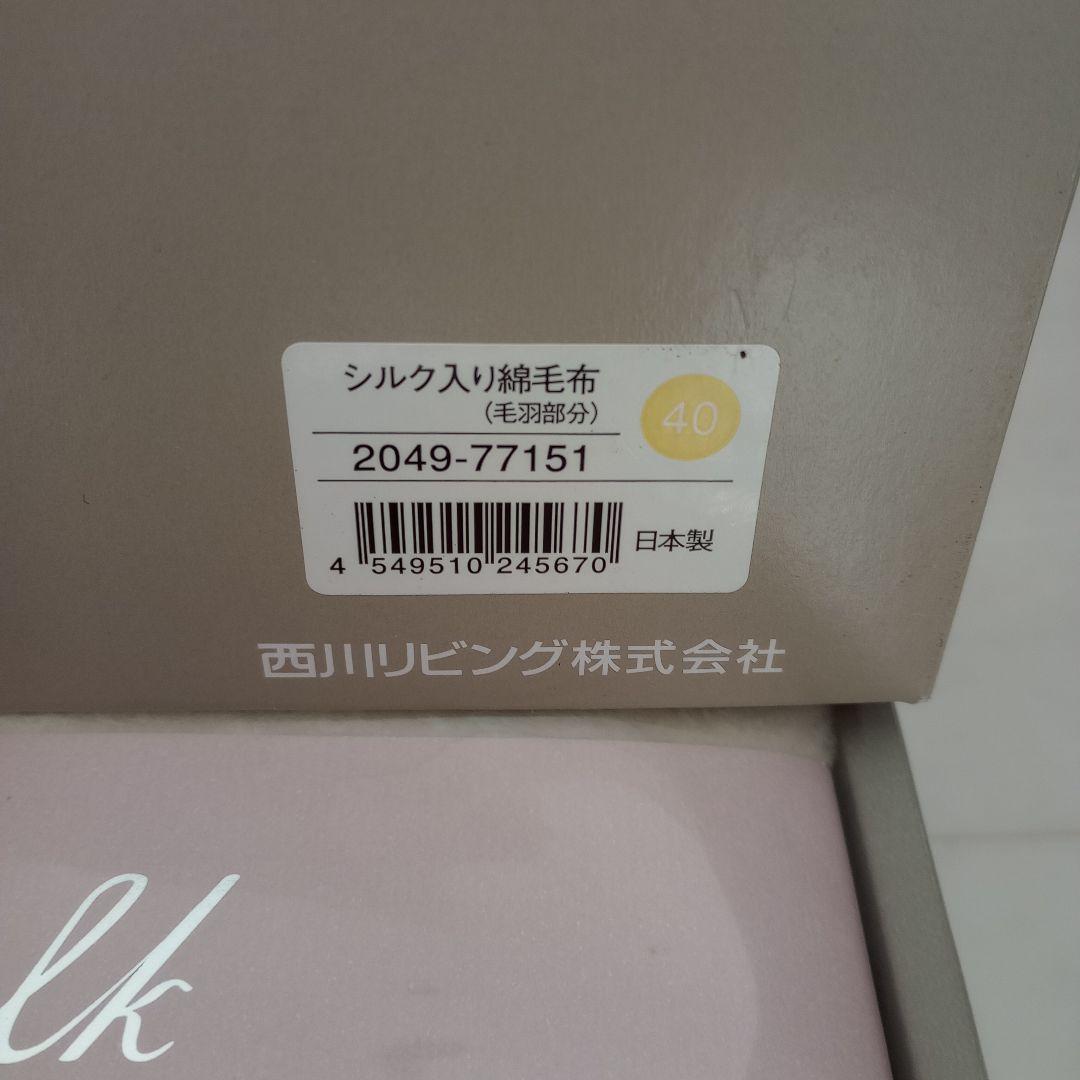 シルク入り綿毛布
（毛羽部分）
40
2049-77151
4 549510 245670
日本製
西川リビング株式会社
lk